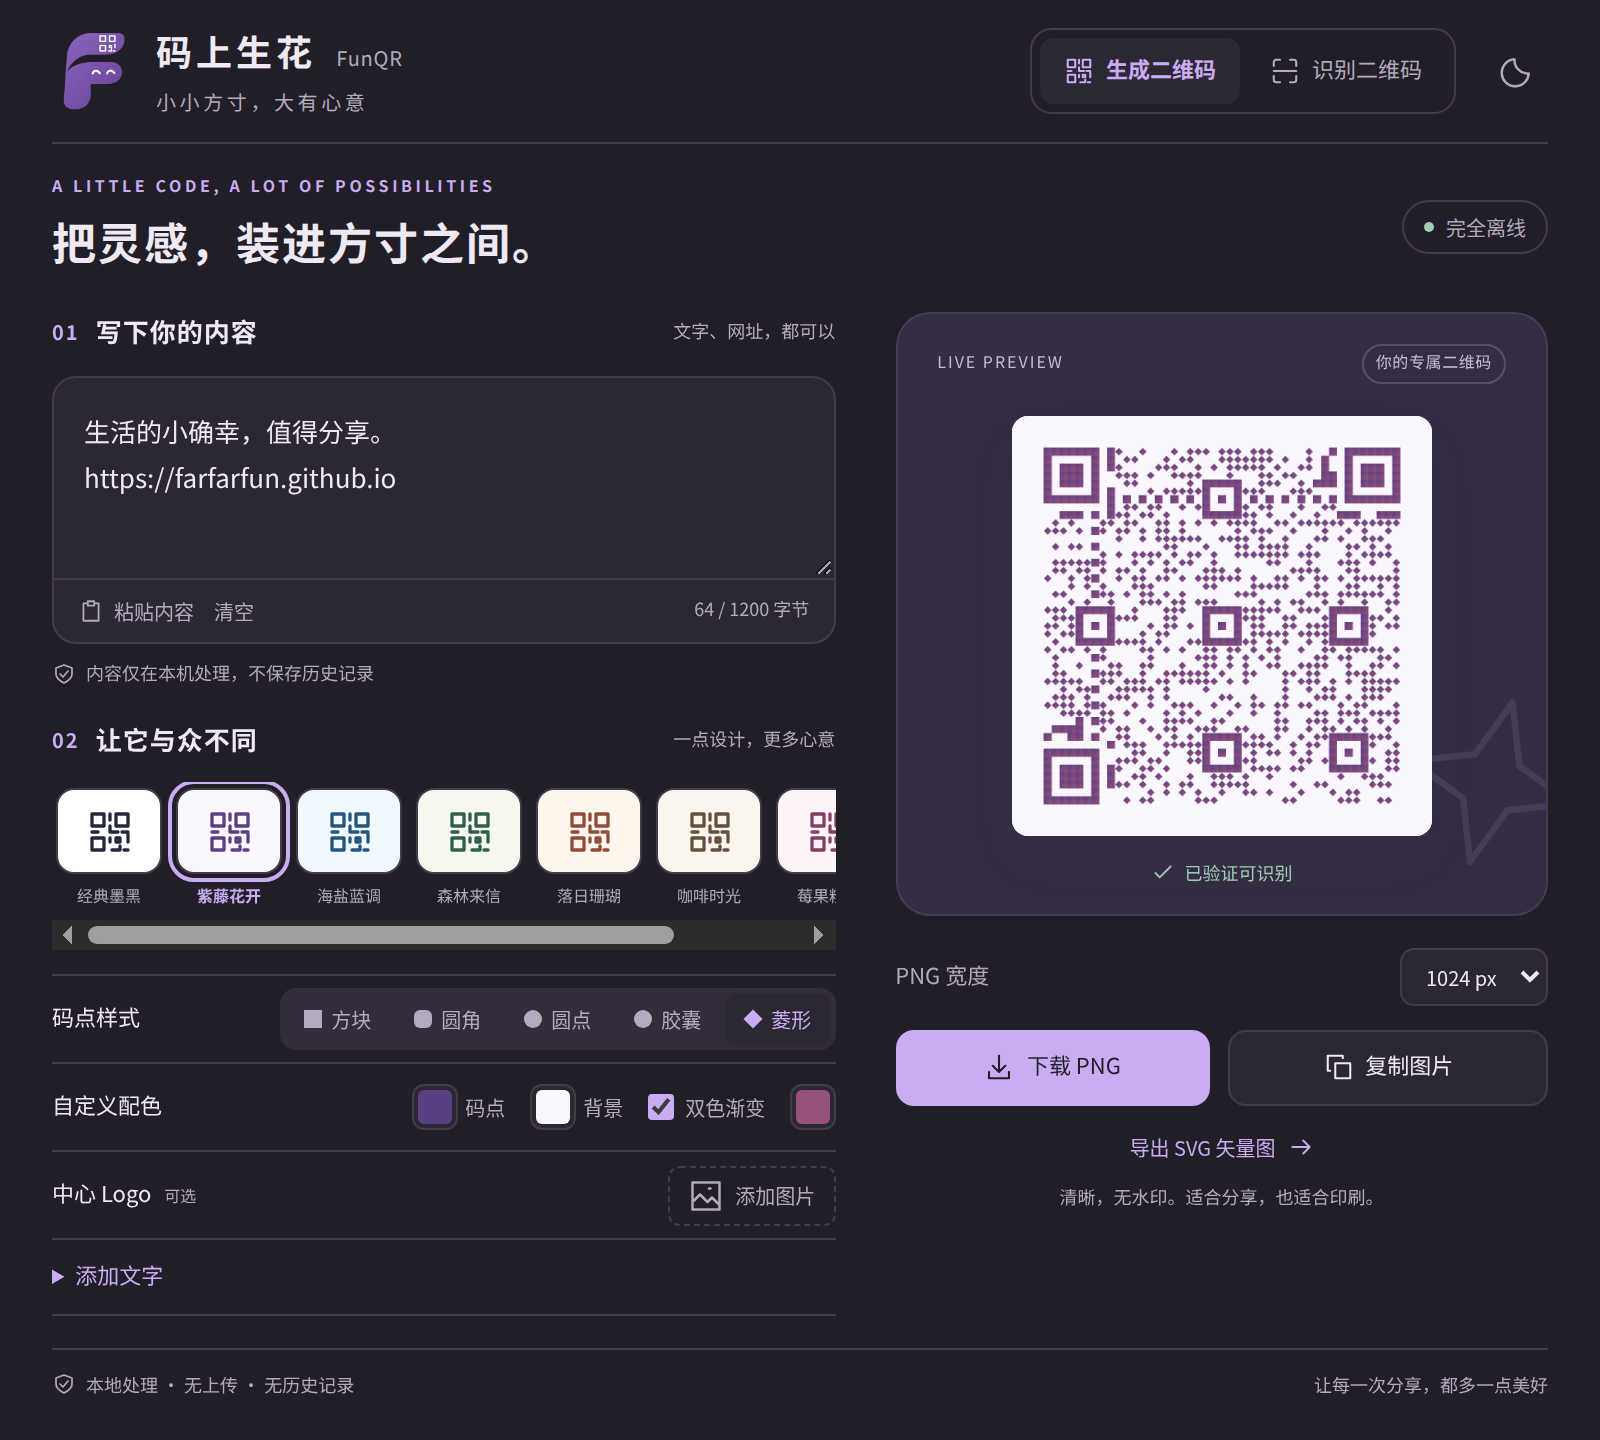 码上生花 FunQR
小小方寸，大有心意
生成二维码
识别二维码
A LITTLE CODE, A LOT OF POSSIBILITIES
把灵感，装进方寸之间。
完全离线
01 写下你的内容
文字、网址，都可以
生活的小确幸，值得分享。
https://farfarfun.github.io
粘贴内容 清空
64 / 1200 字节
内容仅在本机处理，不保存历史记录
02 让它与众不同
一点设计，更多心意
经典墨黑
紫藤花开
海盐蓝调
森林来信
落日珊瑚
咖啡时光
莓果
码点样式
方块
圆角
圆点
胶囊
菱形
自定义配色
码点
背景
双色渐变
中心 Logo 可选
添加图片
添加文字
LIVE PREVIEW
你的专属二维码
已验证可识别
PNG 宽度
1024 px
下载 PNG
复制图片
导出 SVG 矢量图
清晰，无水印。适合分享，也适合印刷。
本地处理 · 无上传 · 无历史记录
让每一次分享，都多一点美好